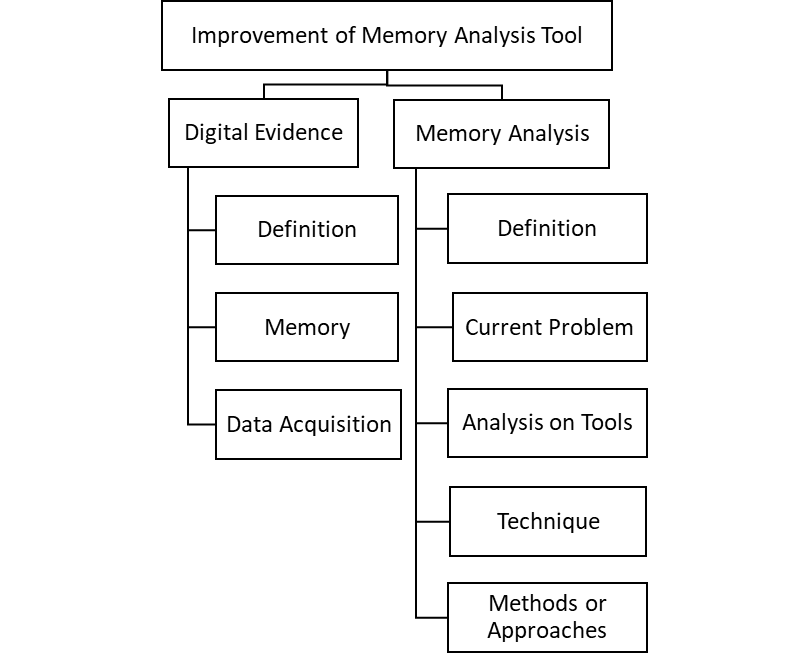 Improvement of Memory Analysis Tool
Digital Evidence
Memory Analysis
Definition
Memory
Data Acquisition
Definition
Current Problem
Analysis on Tools
Technique
Methods or
Approaches